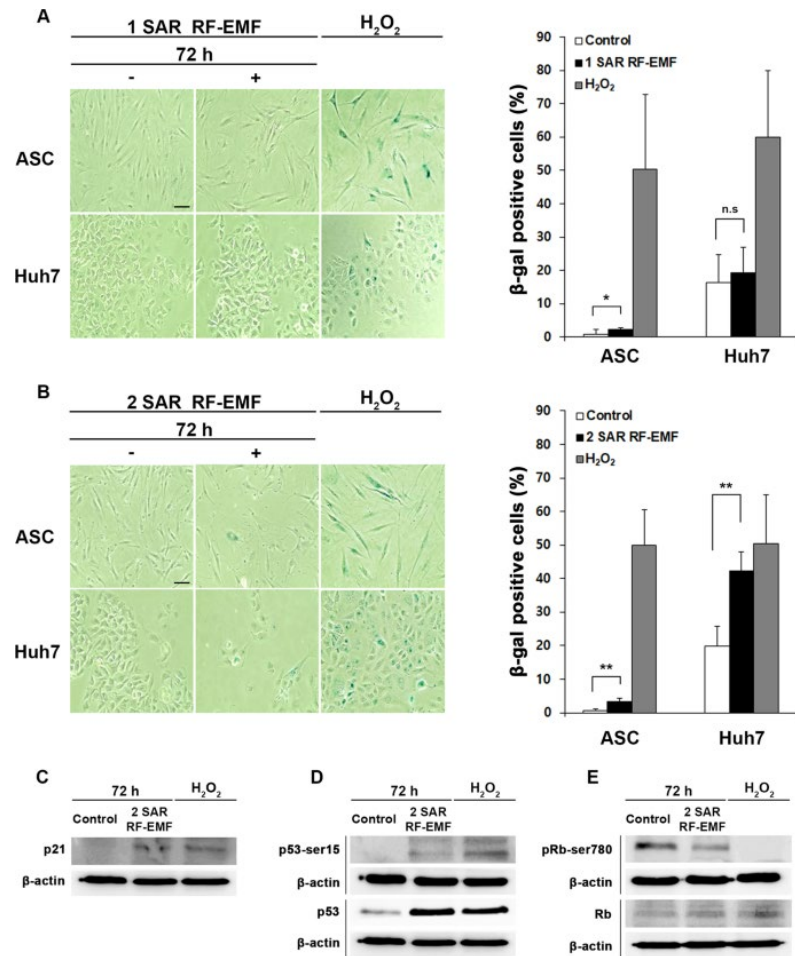 A
1 SAR RF-EMF
H₂O₂
72 h
- +
ASC
Huh7
β-gal positive cells (%)
90
80
70
60
50
40
30
20
10
0
Control
1 SAR RF-EMF
H₂O₂
*
n.s
ASC Huh7
B
2 SAR RF-EMF
H₂O₂
72 h
- +
ASC
Huh7
β-gal positive cells (%)
90
80
70
60
50
40
30
20
10
0
Control
2 SAR RF-EMF
H₂O₂
**
**
ASC Huh7
C
72 h H₂O₂
Control 2 SAR
RF-EMF
p21
β-actin
D
72 h H₂O₂
Control 2 SAR
RF-EMF
p53-ser15
β-actin
p53
β-actin
E
72 h H₂O₂
Control 2 SAR
RF-EMF
pRb-ser780
β-actin
Rb
β-actin